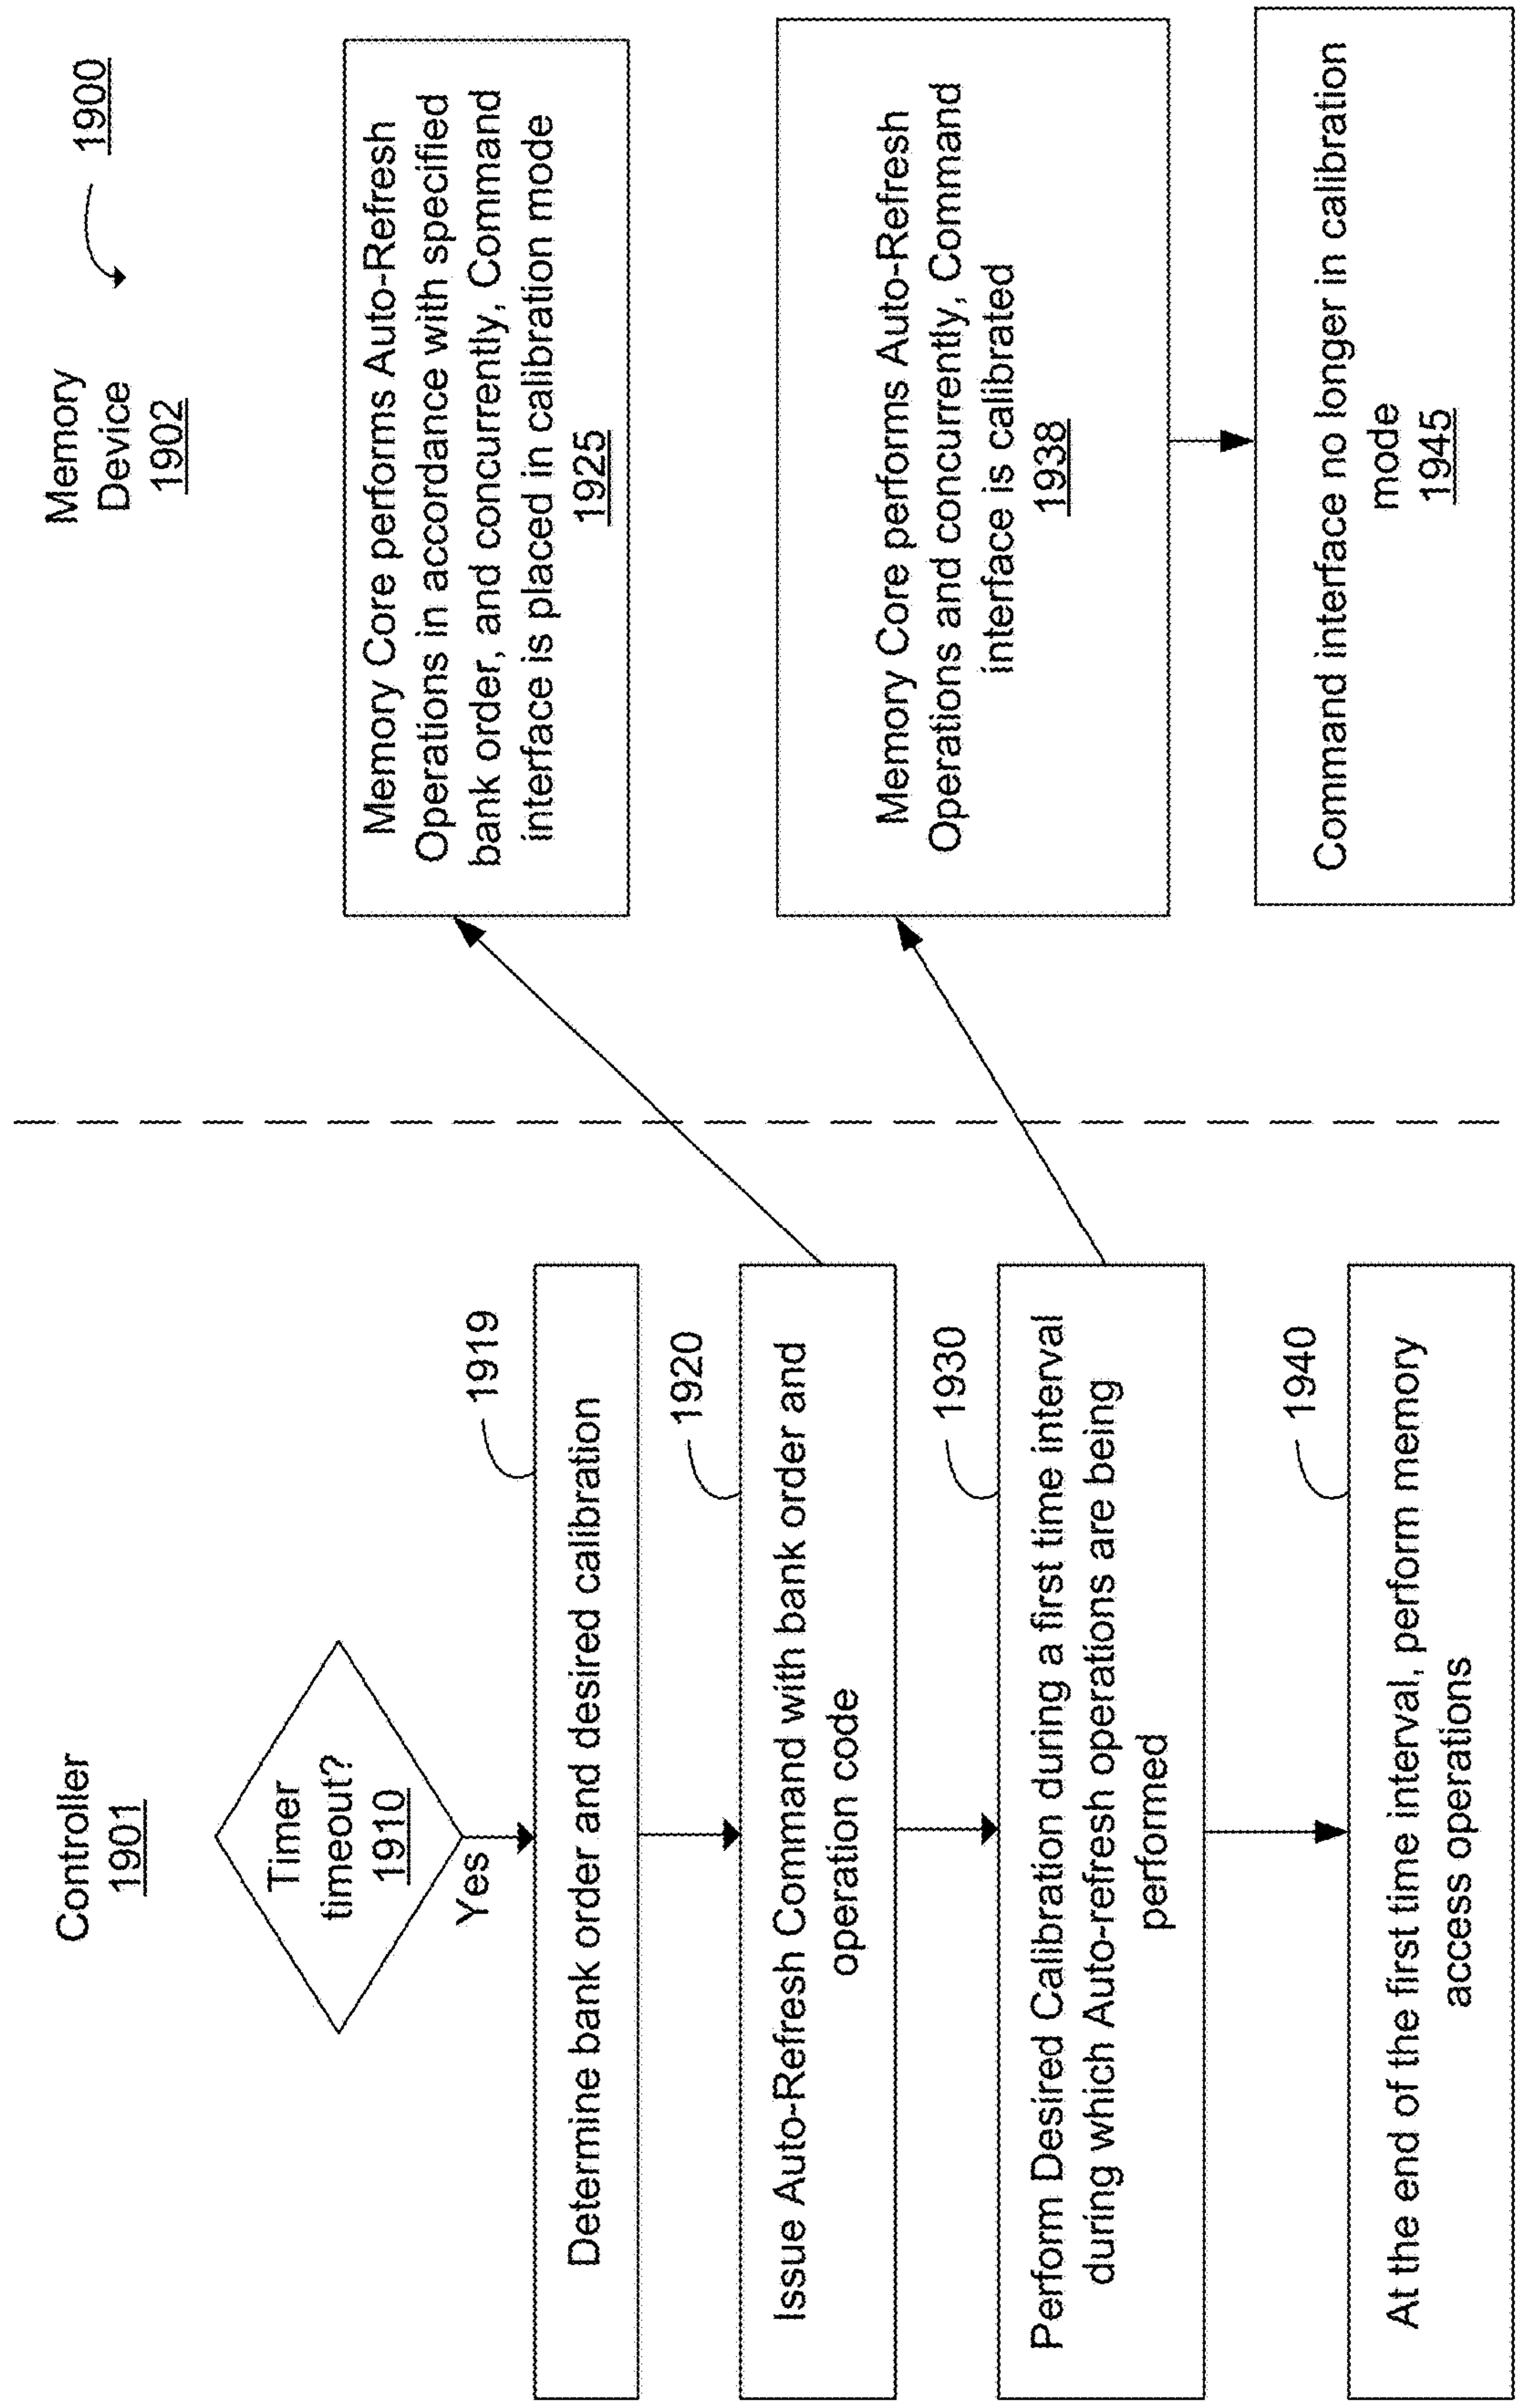 Controller
1901
Memory
Device
1902
1900
Timer
timeout?
1910
Yes
1919
Determine bank order and desired calibration
1920
Issue Auto-Refresh Command with bank order and
operation code
1930
Perform Desired Calibration during a first time interval
during which Auto-refresh operations are being
performed
1940
At the end of the first time interval, perform memory
access operations
Memory Core performs Auto-Refresh
Operations in accordance with specified
bank order, and concurrently, Command
interface is placed in calibration mode
1925
Memory Core performs Auto-Refresh
Operations and concurrently, Command
interface is calibrated
1938
Command interface no longer in calibration
mode
1945